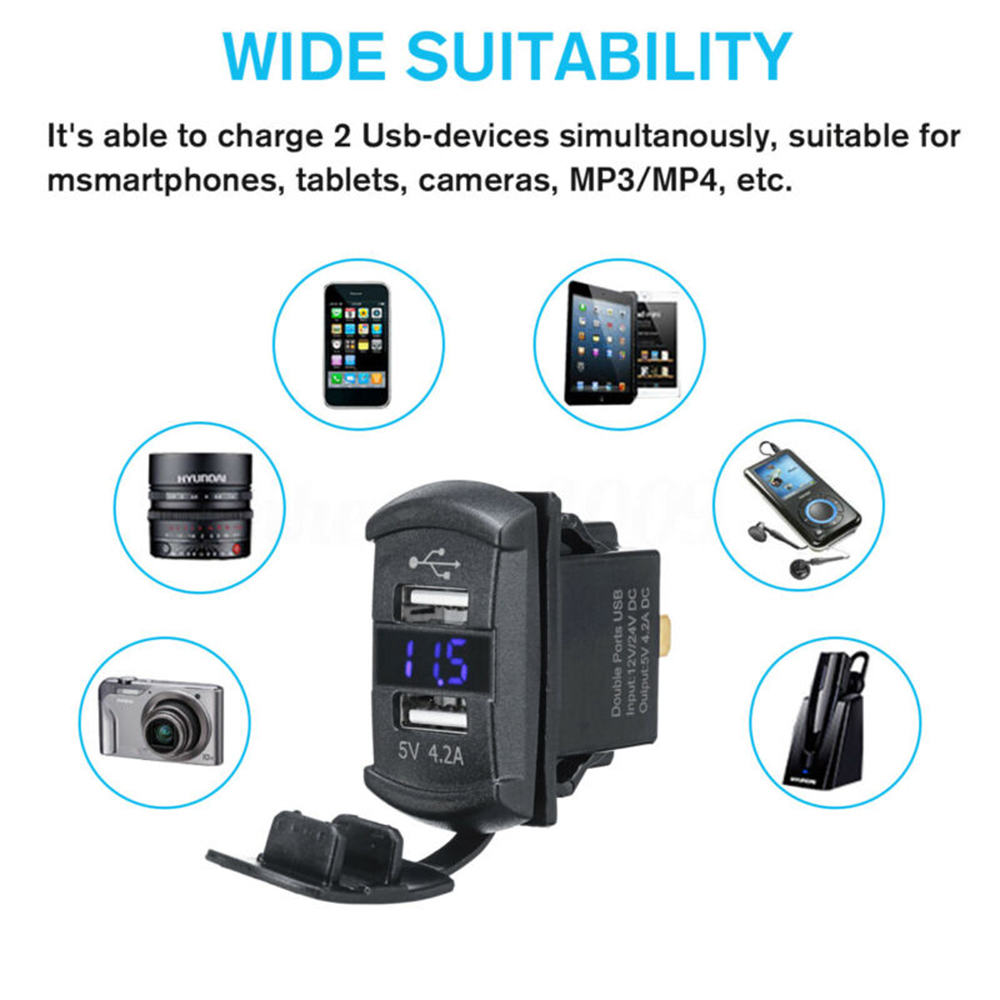 WIDE SUITABILITY
It's able to charge 2 Usb-devices simultanously, suitable for
msmartphones, tablets, cameras, MP3/MP4, etc.
HYUNDAI
11.5
5V 4.2A
Double Ports USB
Input:12V/24V DC
Output:5V 4.2A DC
HYUNDAI